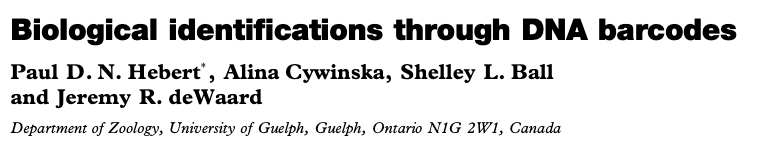 Biological identifications through DNA barcodes
Paul D. N. Hebert*, Alina Cywinska, Shelley L. Ball
and Jeremy R. deWaard
Department of Zoology, University of Guelph, Guelph, Ontario N1G 2W1, Canada